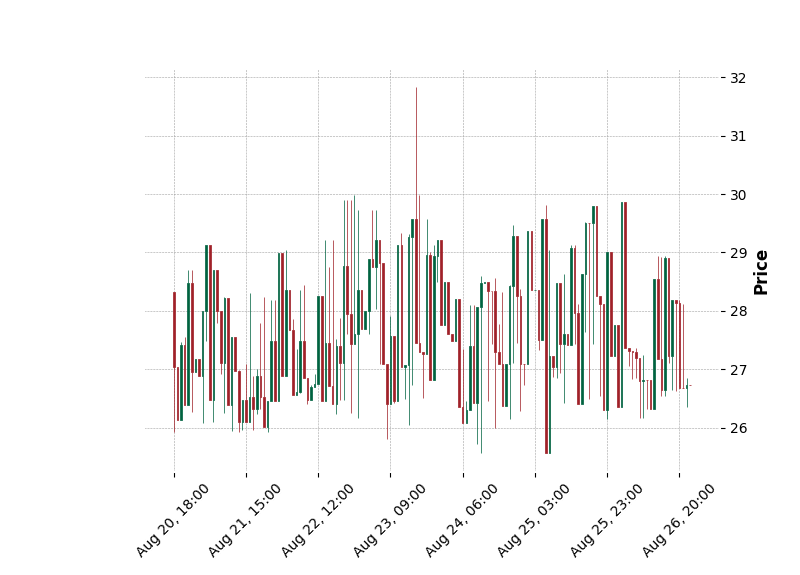 32
31
30
29
28
27
26
Price
Aug 20, 18:00
Aug 21, 15:00
Aug 22, 12:00
Aug 23, 09:00
Aug 24, 06:00
Aug 25, 03:00
Aug 25, 23:00
Aug 26, 20:00